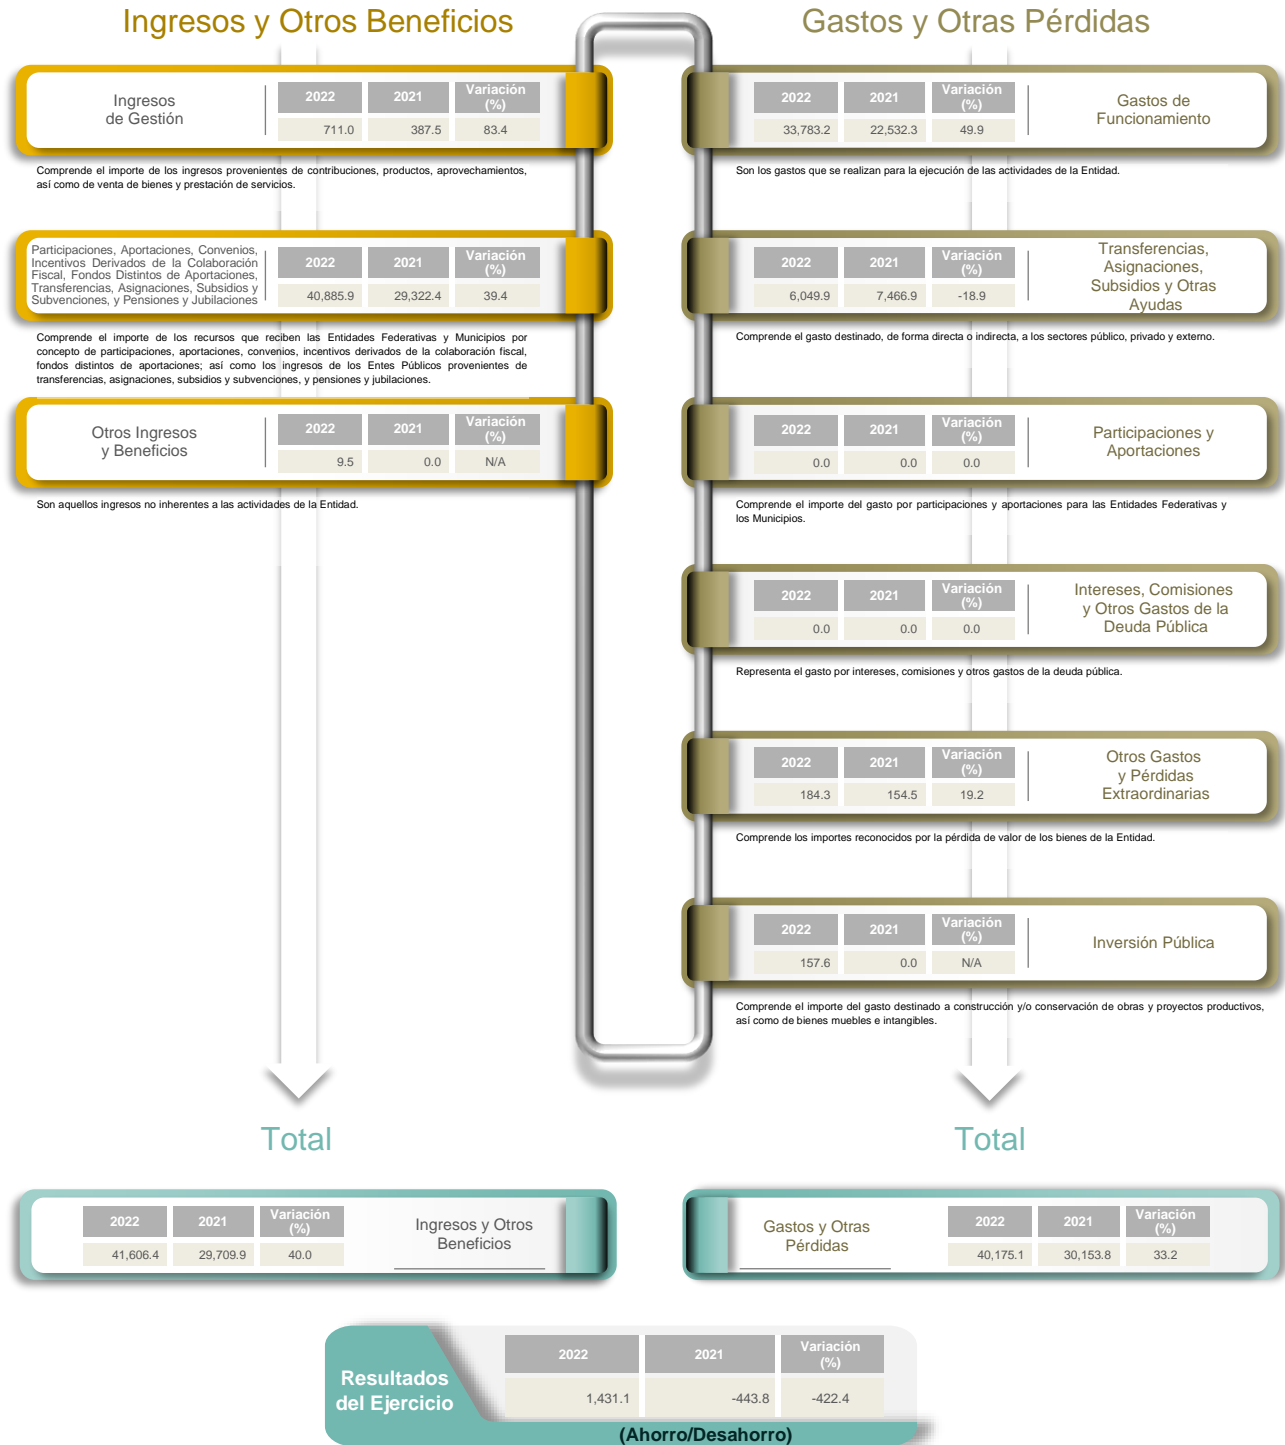 Ingresos y Otros Beneficios
Ingresos
de Gestión
2022 2021 Variación (%)
711.0 387.5 83.4
Comprende el importe de los ingresos provenientes de contribuciones, productos, aprovechamientos,
así como de venta de bienes y prestación de servicios.
Participaciones, Aportaciones, Convenios,
Incentivos Derivados de la Colaboración
Fiscal, Fondos Distintos de Aportaciones,
Transferencias, Asignaciones, Subsidios y
Subvenciones, y Pensiones y Jubilaciones
2022 2021 Variación (%)
40,885.9 29,322.4 39.4
Comprende el importe de los recursos que reciben las Entidades Federativas y Municipios por
concepto de participaciones, aportaciones, convenios, incentivos derivados de la colaboración fiscal,
fondos distintos de aportaciones; así como los ingresos de los Entes Públicos provenientes de
transferencias, asignaciones, subsidios y subvenciones, y pensiones y jubilaciones.
Otros Ingresos
y Beneficios
2022 2021 Variación (%)
9.5 0.0 N/A
Son aquellos ingresos no inherentes a las actividades de la Entidad.
Gastos y Otras Pérdidas
2022 2021 Variación (%)
33,783.2 22,532.3 49.9
Gastos de
Funcionamiento
Son los gastos que se realizan para la ejecución de las actividades de la Entidad.
2022 2021 Variación (%)
6,049.9 7,466.9 -18.9
Transferencias,
Asignaciones,
Subsidios y Otras
Ayudas
Comprende el gasto destinado, de forma directa o indirecta, a los sectores público, privado y externo.
2022 2021 Variación (%)
0.0 0.0 0.0
Participaciones y
Aportaciones
Comprende el importe del gasto por participaciones y aportaciones para las Entidades Federativas y
los Municipios.
2022 2021 Variación (%)
0.0 0.0 0.0
Intereses, Comisiones
y Otros Gastos de la
Deuda Pública
Representa el gasto por intereses, comisiones y otros gastos de la deuda pública.
2022 2021 Variación (%)
184.3 154.5 19.2
Otros Gastos
y Pérdidas
Extraordinarias
Comprende los importes reconocidos por la pérdida de valor de los bienes de la Entidad.
2022 2021 Variación (%)
157.6 0.0 N/A
Inversión Pública
Comprende el importe del gasto destinado a construcción y/o conservación de obras y proyectos productivos,
así como de bienes muebles e intangibles.
Total
2022 2021 Variación (%)
41,606.4 29,709.9 40.0
Ingresos y Otros
Beneficios
Total
Gastos y Otras
Pérdidas
2022 2021 Variación (%)
40,175.1 30,153.8 33.2
Resultados
del Ejercicio
2022 2021 Variación (%)
1,431.1 -443.8 -422.4
(Ahorro/Desahorro)